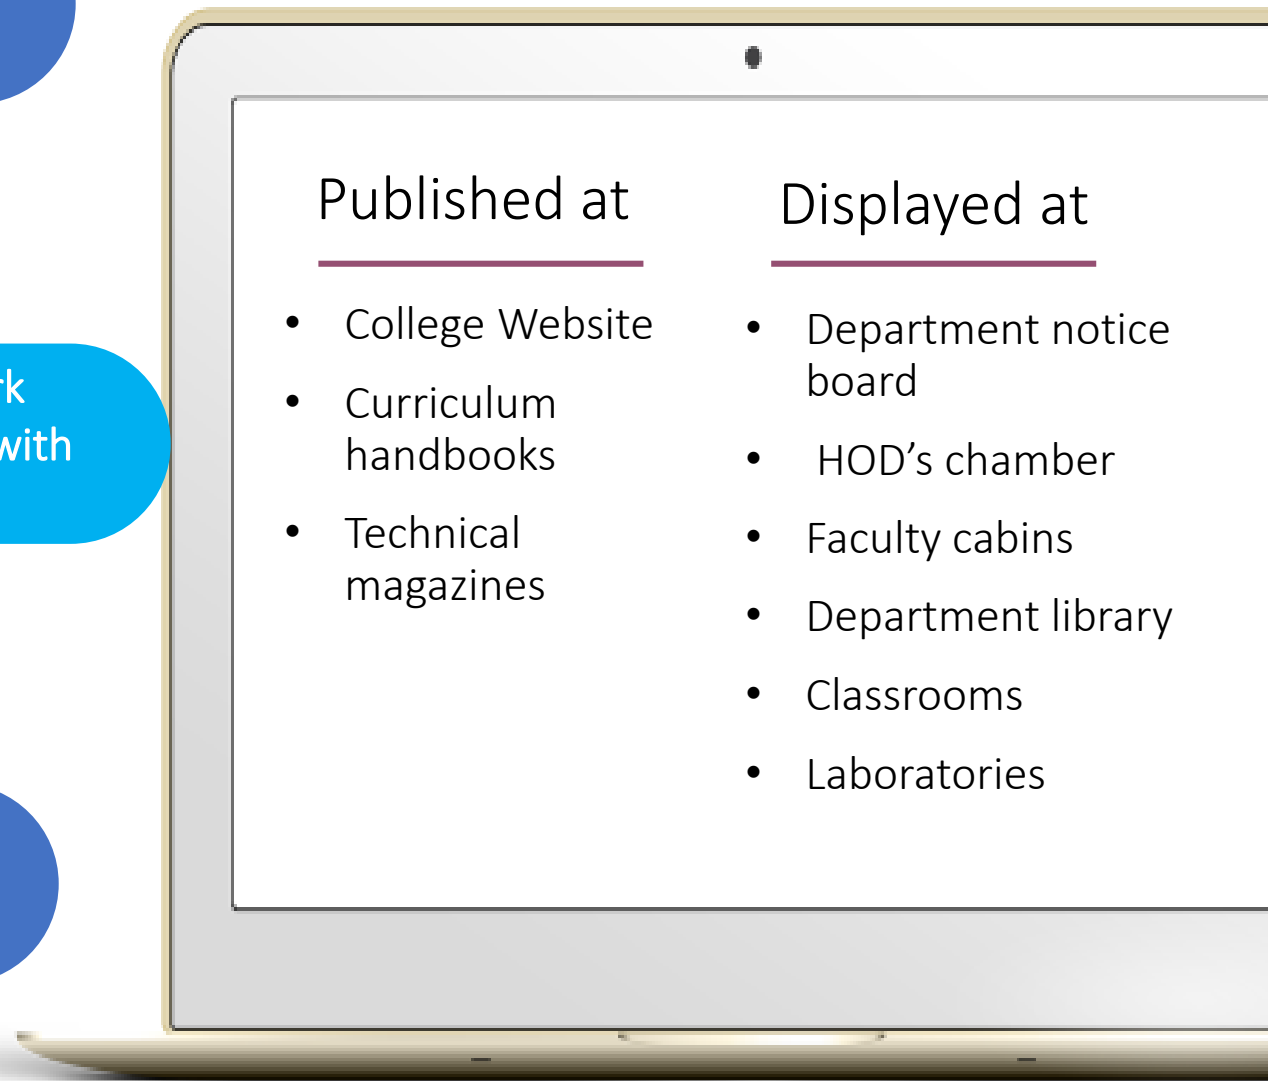 Published at
• College Website
• Curriculum
handbooks
• Technical
magazines
Displayed at
• Department notice
board
• HOD’s chamber
• Faculty cabins
• Department library
• Classrooms
• Laboratories
with